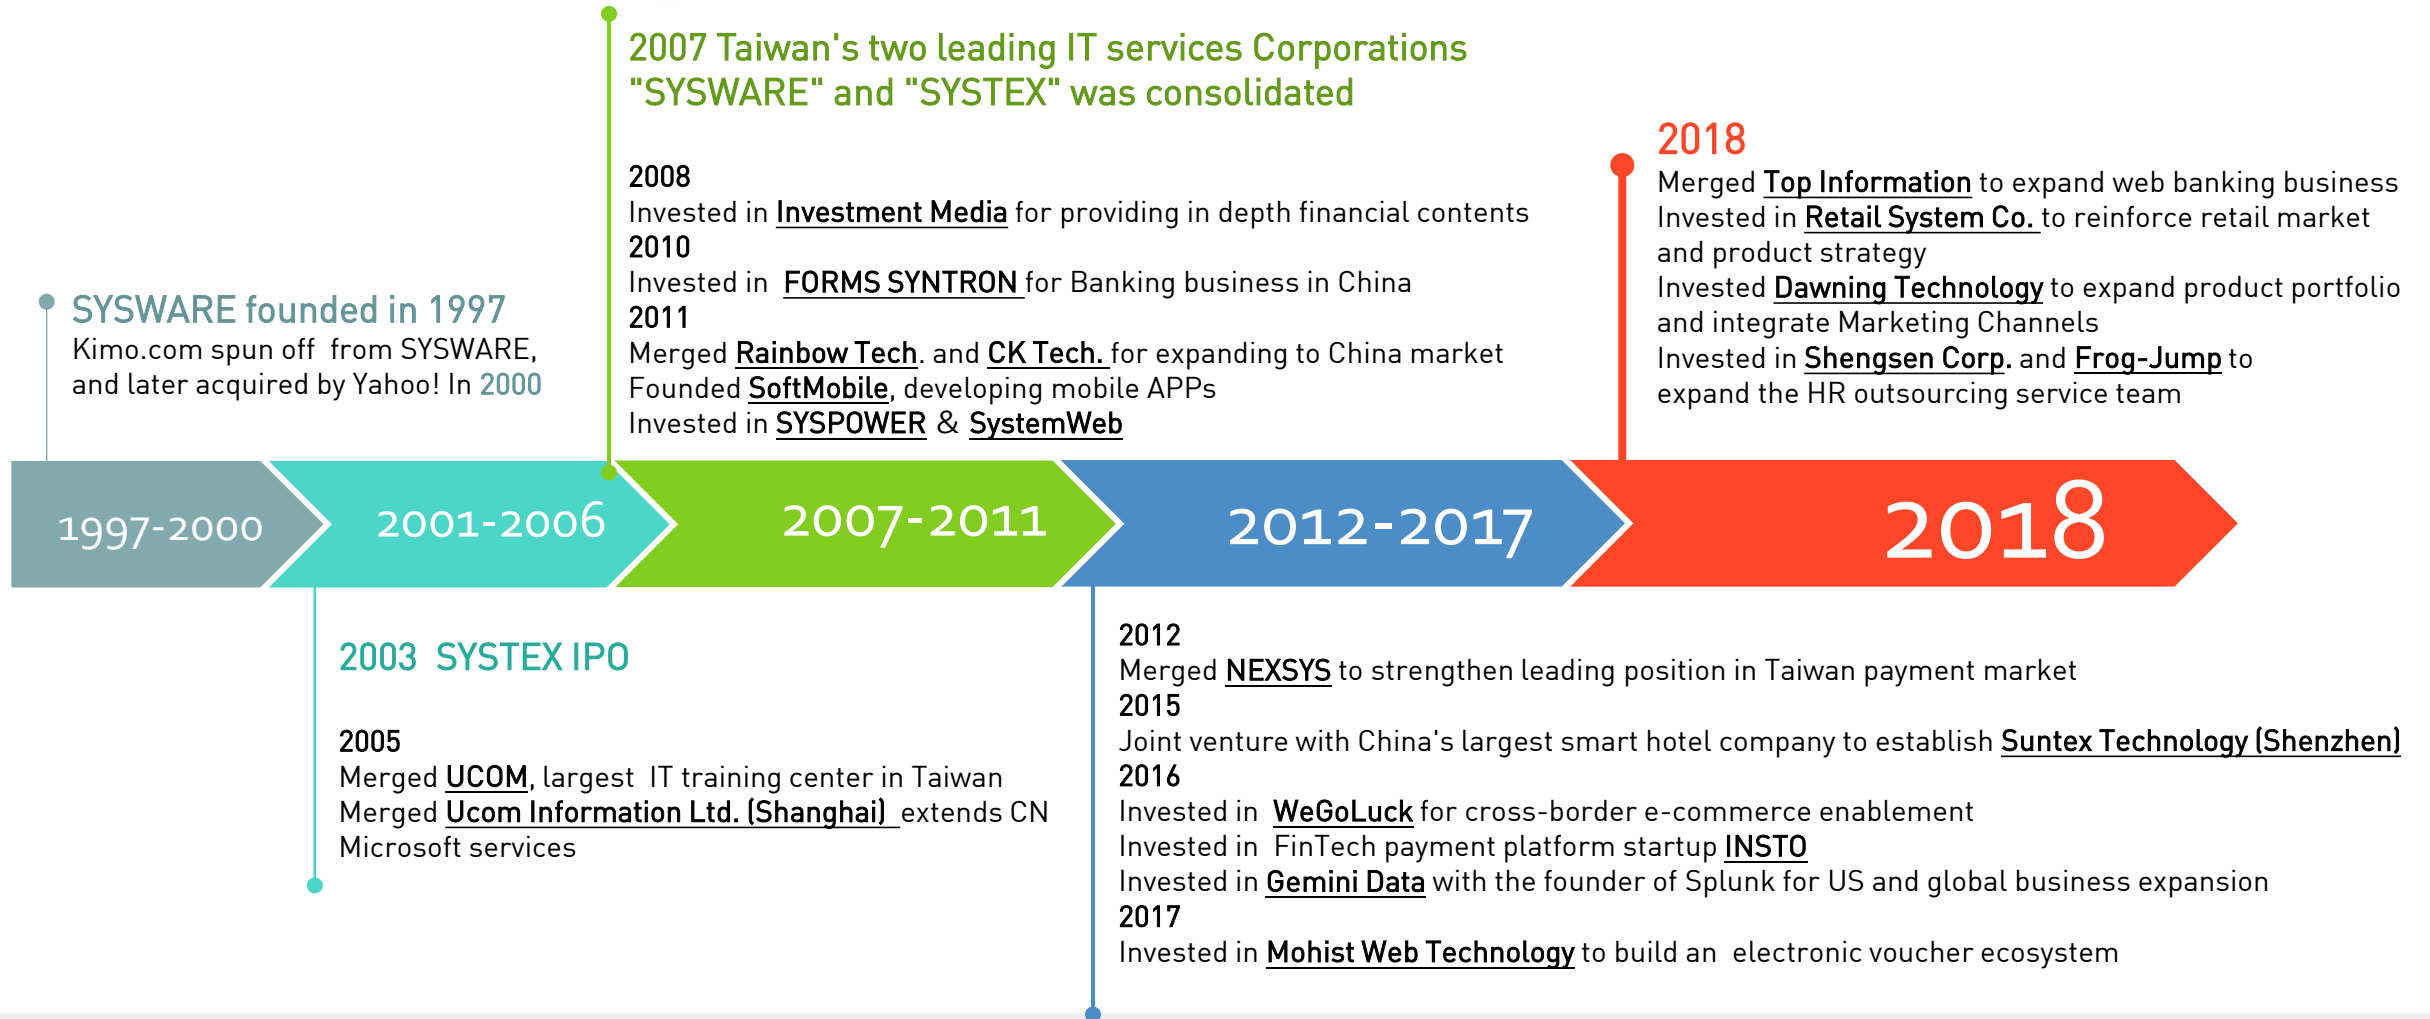 2007 Taiwan's two leading IT services Corporations
"SYSWARE" and "SYSTEX" was consolidated
2008
Invested in Investment Media for providing in depth financial contents
2010
Invested in FORMS SYNTRON for Banking business in China
2011
Merged Rainbow Tech. and CK Tech. for expanding to China market
Founded SoftMobile, developing mobile APPs
Invested in SYSPOWER & SystemWeb
2018
Merged Top Information to expand web banking business
Invested in Retail System Co. to reinforce retail market
and product strategy
Invested Dawning Technology to expand product portfolio
and integrate Marketing Channels
Invested in Shengsen Corp. and Frog-Jump to
expand the HR outsourcing service team
SYSWARE founded in 1997
Kimo.com spun off from SYSWARE,
and later acquired by Yahoo! In 2000
1997-2000
2001-2006
2007-2011
2012-2017
2018
2003 SYSTEX IPO
2005
Merged UCOM, largest IT training center in Taiwan
Merged Ucom Information Ltd. (Shanghai) extends CN
Microsoft services
2012
Merged NEXSYS to strengthen leading position in Taiwan payment market
2015
Joint venture with China's largest smart hotel company to establish Suntex Technology (Shenzhen)
2016
Invested in WeGoLuck for cross-border e-commerce enablement
Invested in FinTech payment platform startup INSTO
Invested in Gemini Data with the founder of Splunk for US and global business expansion
2017
Invested in Mohist Web Technology to build an electronic voucher ecosystem